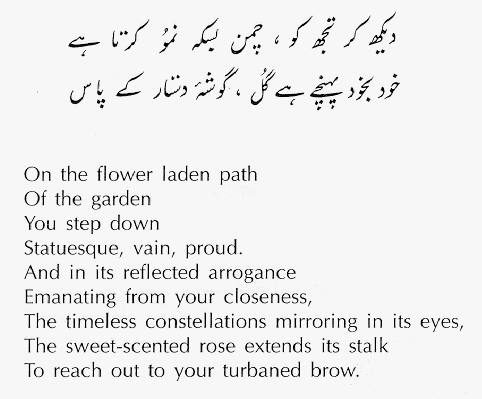 دیکھ کر تجھ کو ، چمن بسکہ نمُو کرتا ہے
خود بخود پہنچے ہے گُل ، گوشۂ دستار کے پاس
On the flower laden path
Of the garden
You step down
Statuesque, vain, proud.
And in its reflected arrogance
Emanating from your closeness,
The timeless constellations mirroring in its eyes,
The sweet-scented rose extends its stalk
To reach out to your turbaned brow.